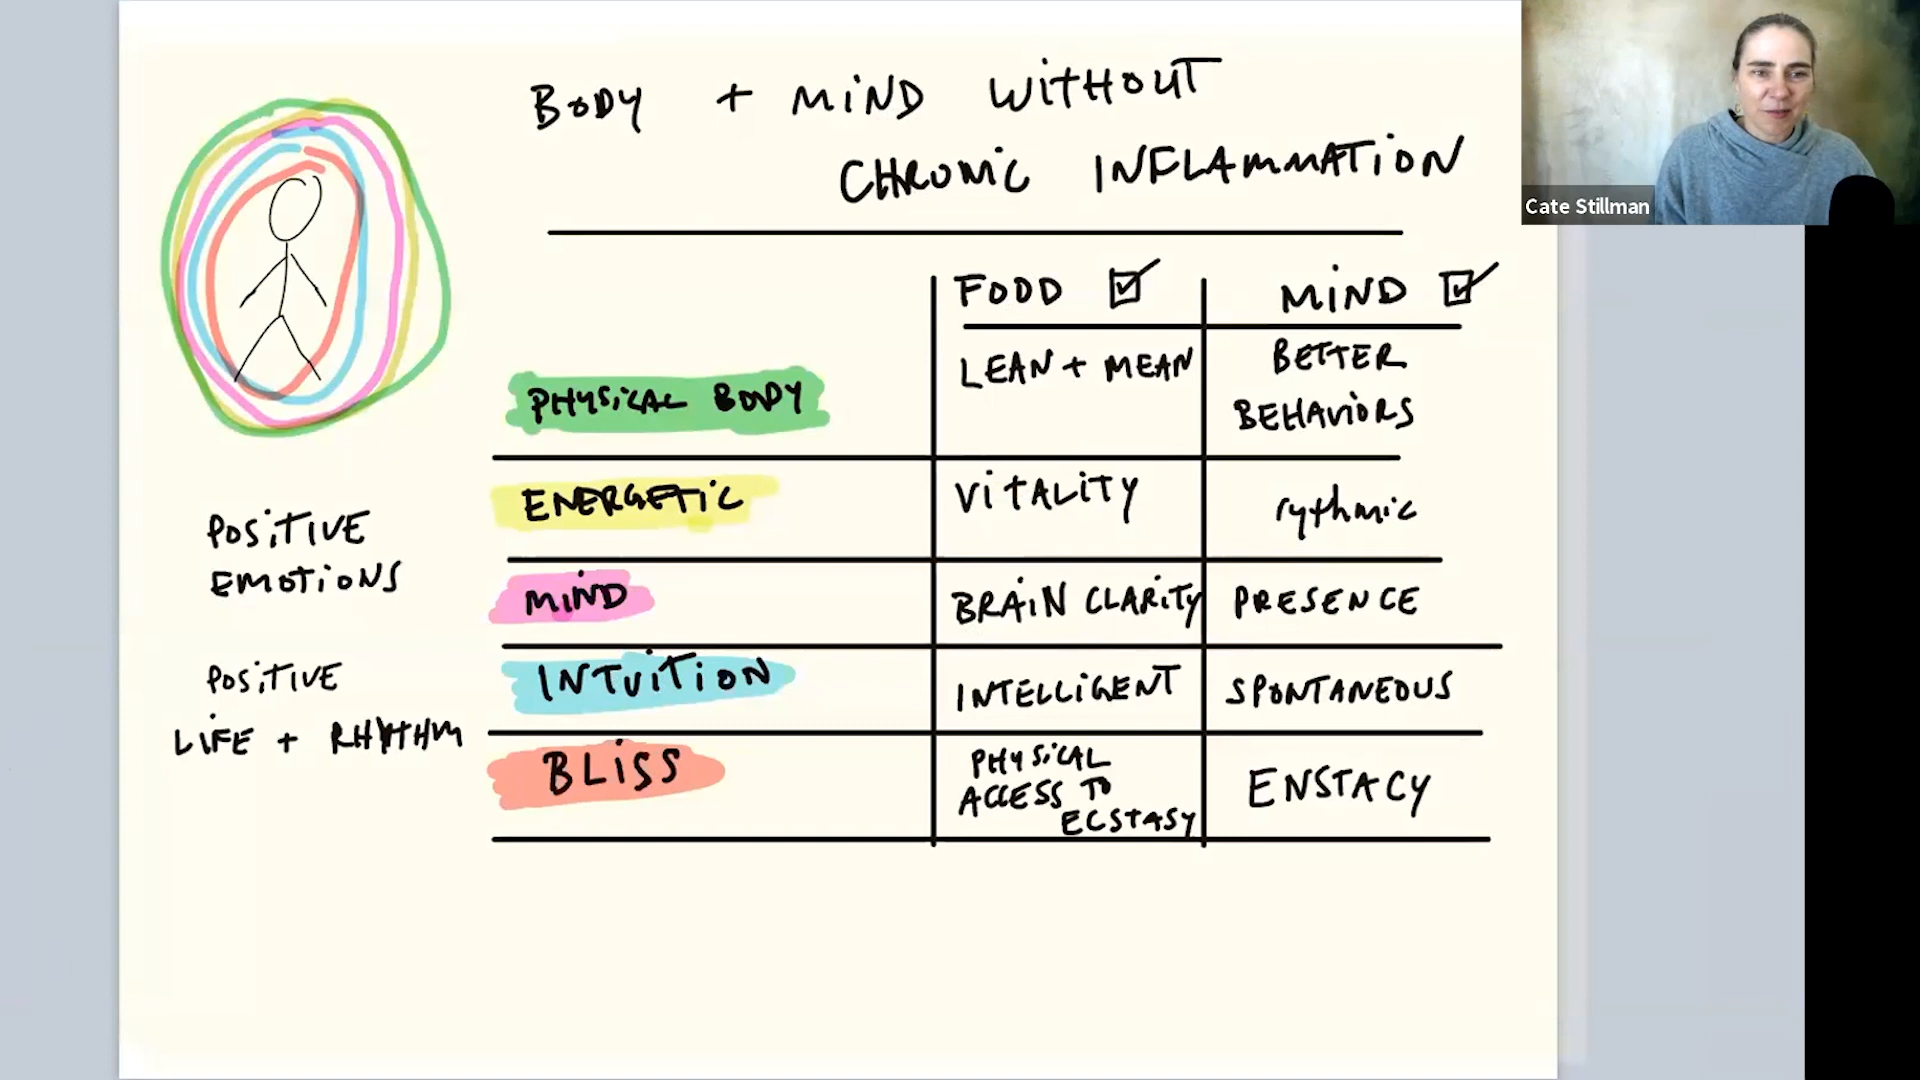 BODY + MIND WITHOUT
CHRONIC INFLAMMATION
Cate Stillman
FOOD MIND
PHYSICAL BODY LEAN + MEAN BETTER
BEHAVIORS
ENERGETIC VITALITY rythmic
MIND BRAIN CLARITY PRESENCE
INTUITION INTELLIGENT SPONTANEOUS
BLISS PHYSICAL
ACCESS TO
ECSTASY ENSTACY
POSITIVE
EMOTIONS
POSITIVE
LIFE + RHYTHM